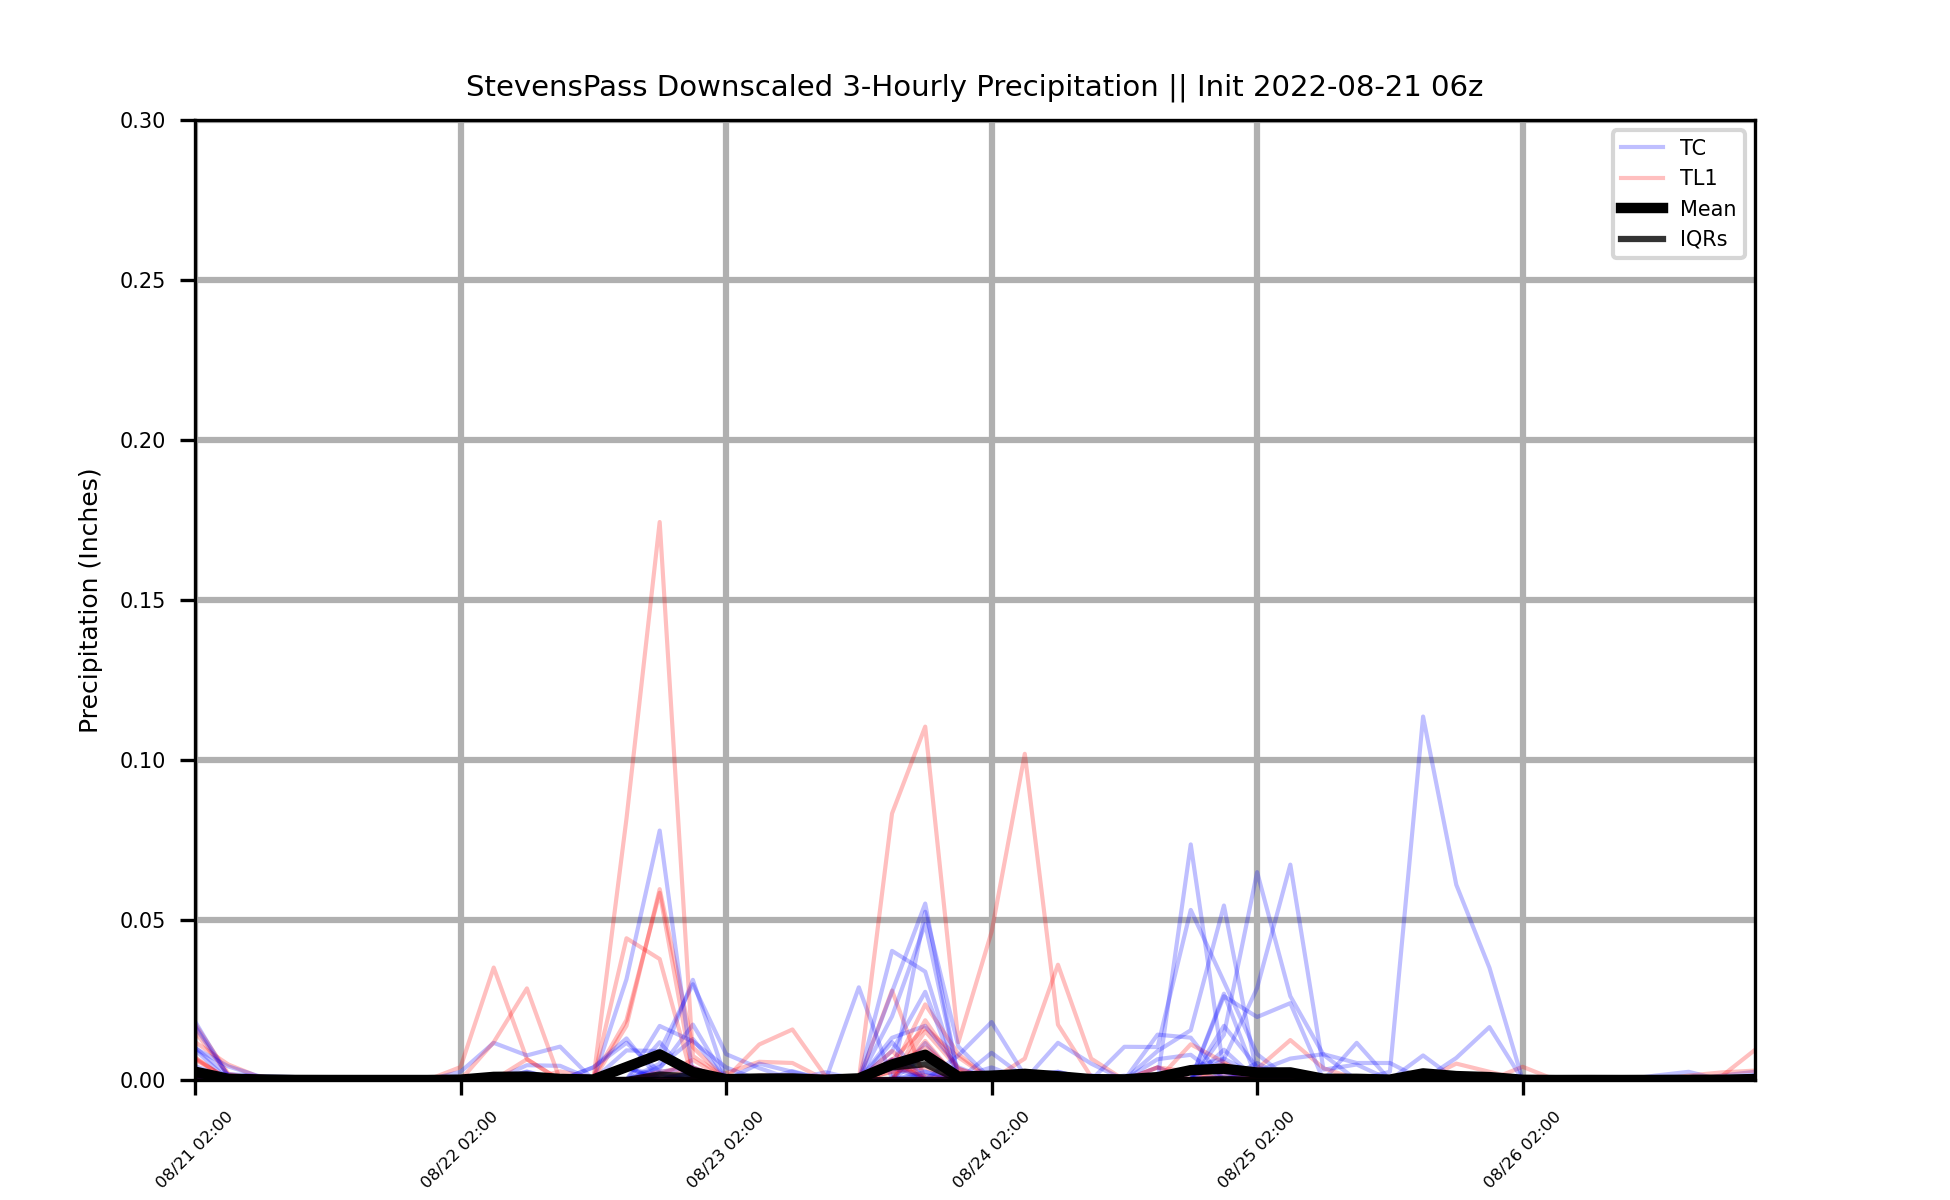 StevensPass Downscaled 3-Hourly Precipitation || Init 2022-08-21 06z
0.30
0.25
0.20
0.15
0.10
0.05
0.00
Precipitation (Inches)
TC
TL1
Mean
IQRs
08/21 02:00
08/22 02:00
08/23 02:00
08/24 02:00
08/25 02:00
08/26 02:00